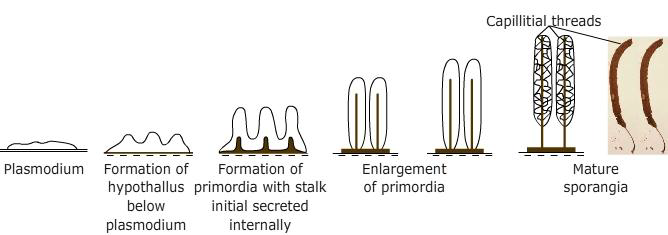 Capillitial threads
Plasmodium
Formation of
hypothallus
below
plasmodium
Formation of
primordia with stalk
initial secreted
internally
Enlargement
of primordia
Mature
sporangia